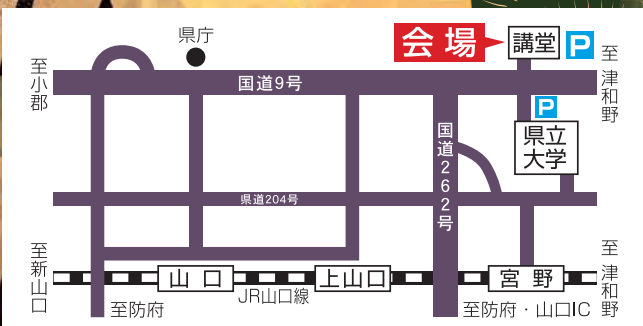 県庁
会場
講堂
P
至小郡
国道9号
至津和野
P
県立
大学
国道262号
県道204号
至新山口
山口
上山口
宮野
至津和野
JR山口線
至防府
至防府・山口IC